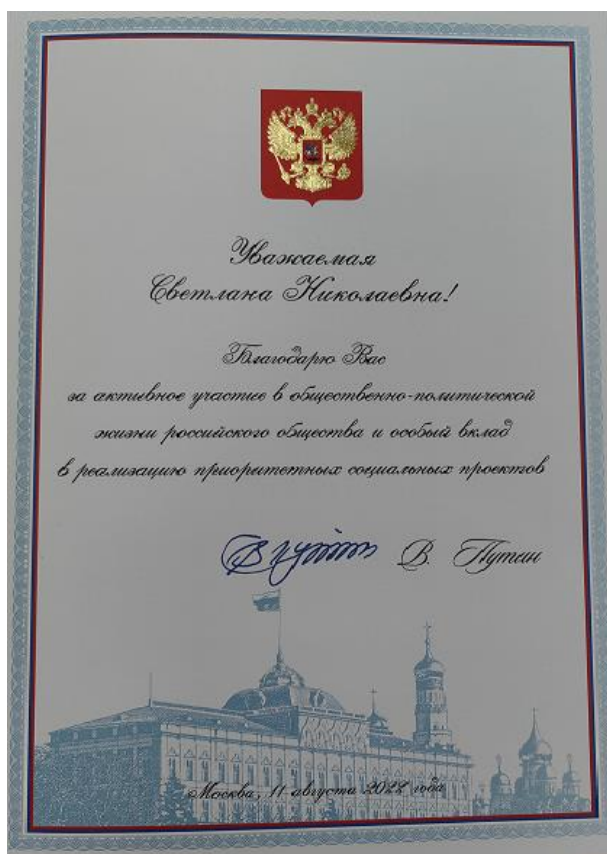 Уважаемая
Светлана Николаевна!
Благодарю Вас
за активное участие в общественно-политической
жизни российского общества и особый вклад
в реализацию приоритетных социальных проектов
В. Путин
Москва, 11 августа 2022 года